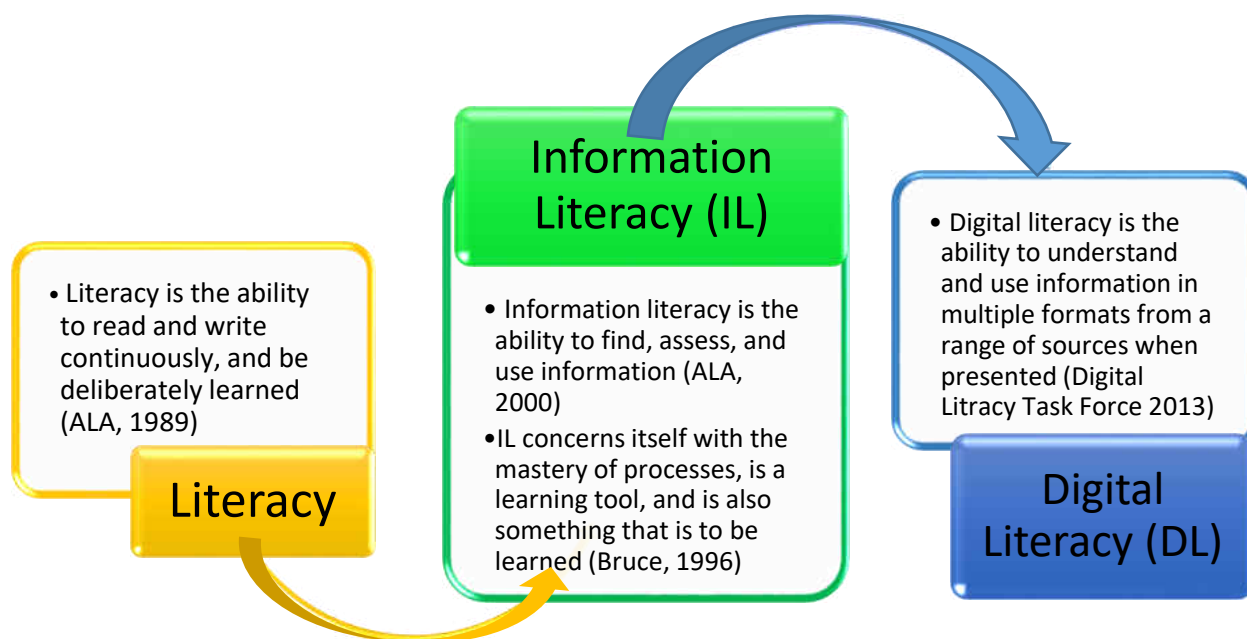 • Literacy is the ability
to read and write
continuously, and be
deliberately learned
(ALA, 1989)
Literacy
Information
Literacy (IL)
• Information literacy is the
ability to find, assess, and
use information (ALA,
2000)
•IL concerns itself with the
mastery of processes, is a
learning tool, and is also
something that is to be
learned (Bruce, 1996)
• Digital literacy is the
ability to understand
and use information in
multiple formats from a
range of sources when
presented (Digital
Litracy Task Force 2013)
Digital
Literacy (DL)